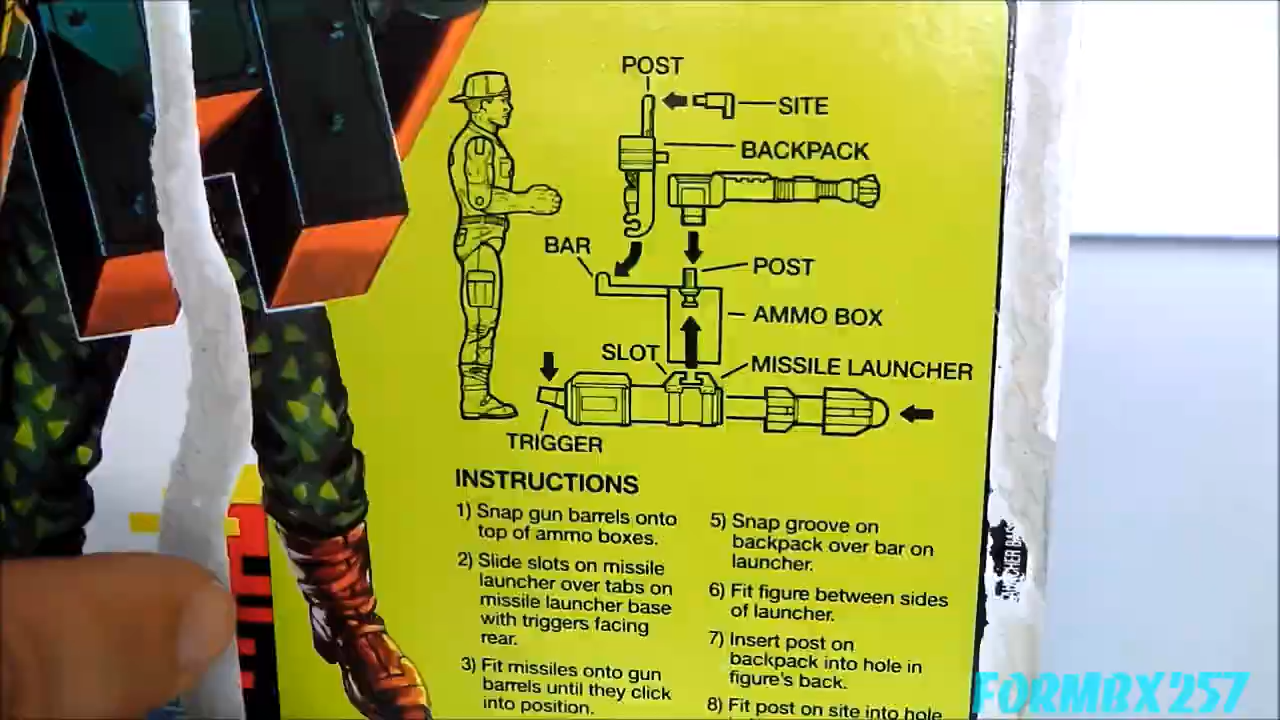 POST
SITE
BACKPACK
BAR
POST
AMMO BOX
SLOT
MISSILE LAUNCHER
TRIGGER
INSTRUCTIONS
1) Snap gun barrels onto
top of ammo boxes.
2) Slide slots on missile
launcher over tabs on
missile launcher base
with triggers facing
rear.
3) Fit missiles onto gun
barrels until they click
into position.
5) Snap groove on
backpack over bar on
launcher.
6) Fit figure between sides
of launcher.
7) Insert post on
backpack into hole in
figure's back.
8) Fit post on site into hole
FORMBX257